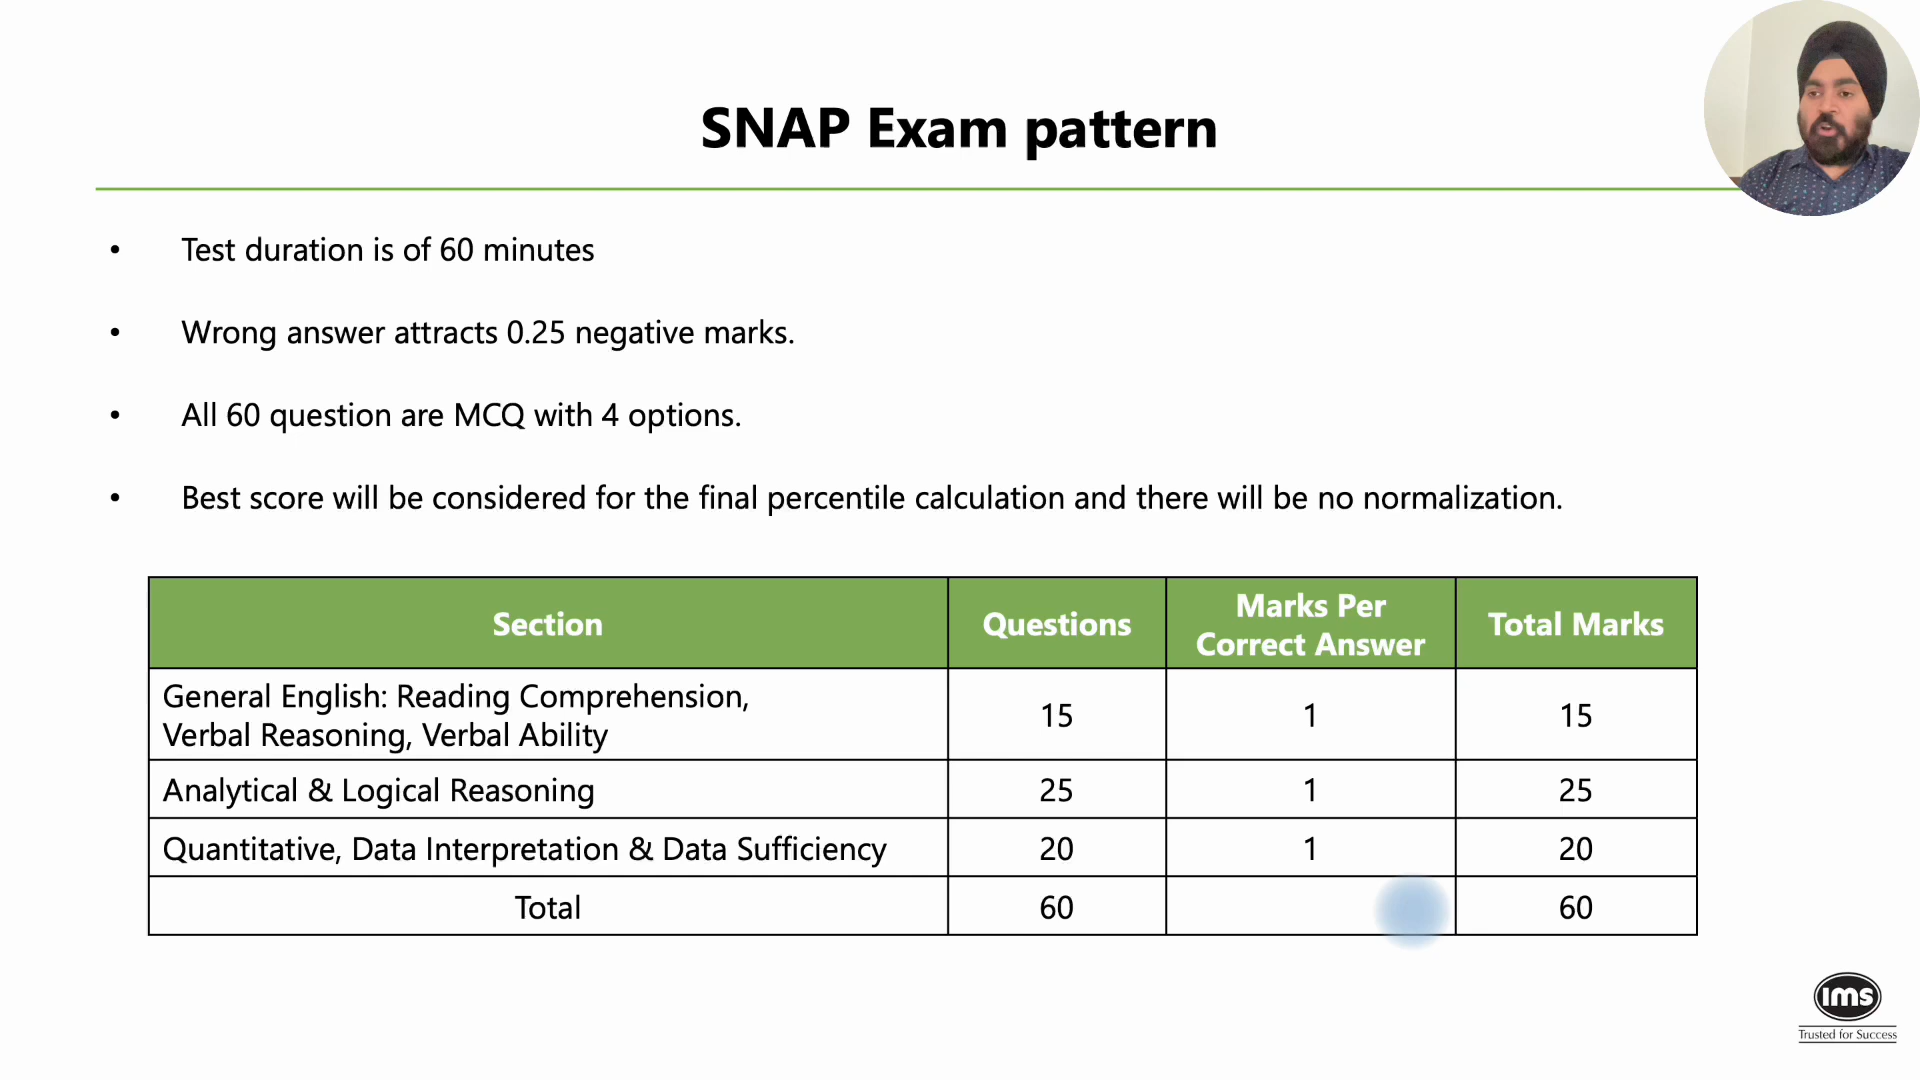 SNAP Exam pattern
• Test duration is of 60 minutes
• Wrong answer attracts 0.25 negative marks.
• All 60 question are MCQ with 4 options.
• Best score will be considered for the final percentile calculation and there will be no normalization.
Section Questions Marks Per Correct Answer Total Marks
General English: Reading Comprehension,
Verbal Reasoning, Verbal Ability 15 1 15
Analytical & Logical Reasoning 25 1 25
Quantitative, Data Interpretation & Data Sufficiency 20 1 20
Total 60 60
ims
Trusted for Success